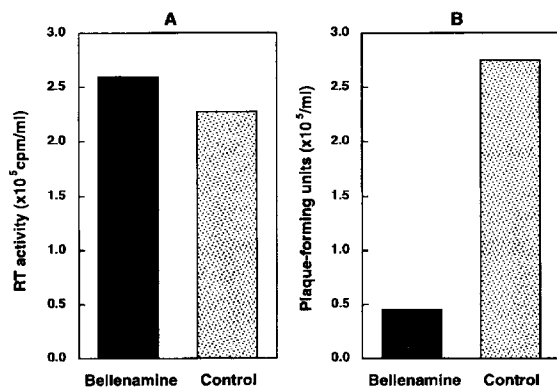 A
RT activity (x10⁵cpm/ml)
3.0
2.5
2.0
1.5
1.0
0.5
0.0
Bellenamine Control
B
Plaque-forming units (x10⁵/ml)
3.0
2.5
2.0
1.5
1.0
0.5
0.0
Bellenamine Control